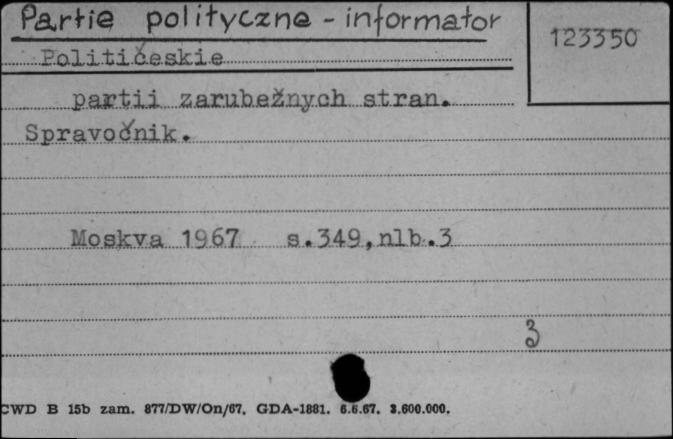 Partie polityczne - informator
123350
Političeskie
partii zarubežnych stran.
Spravočnik.
Moskva 1967 s.349,nlb.3
3
CWD B 15b zam. 877/DW/On/67. GDA-1881. 6.6.67. 3.600.000.